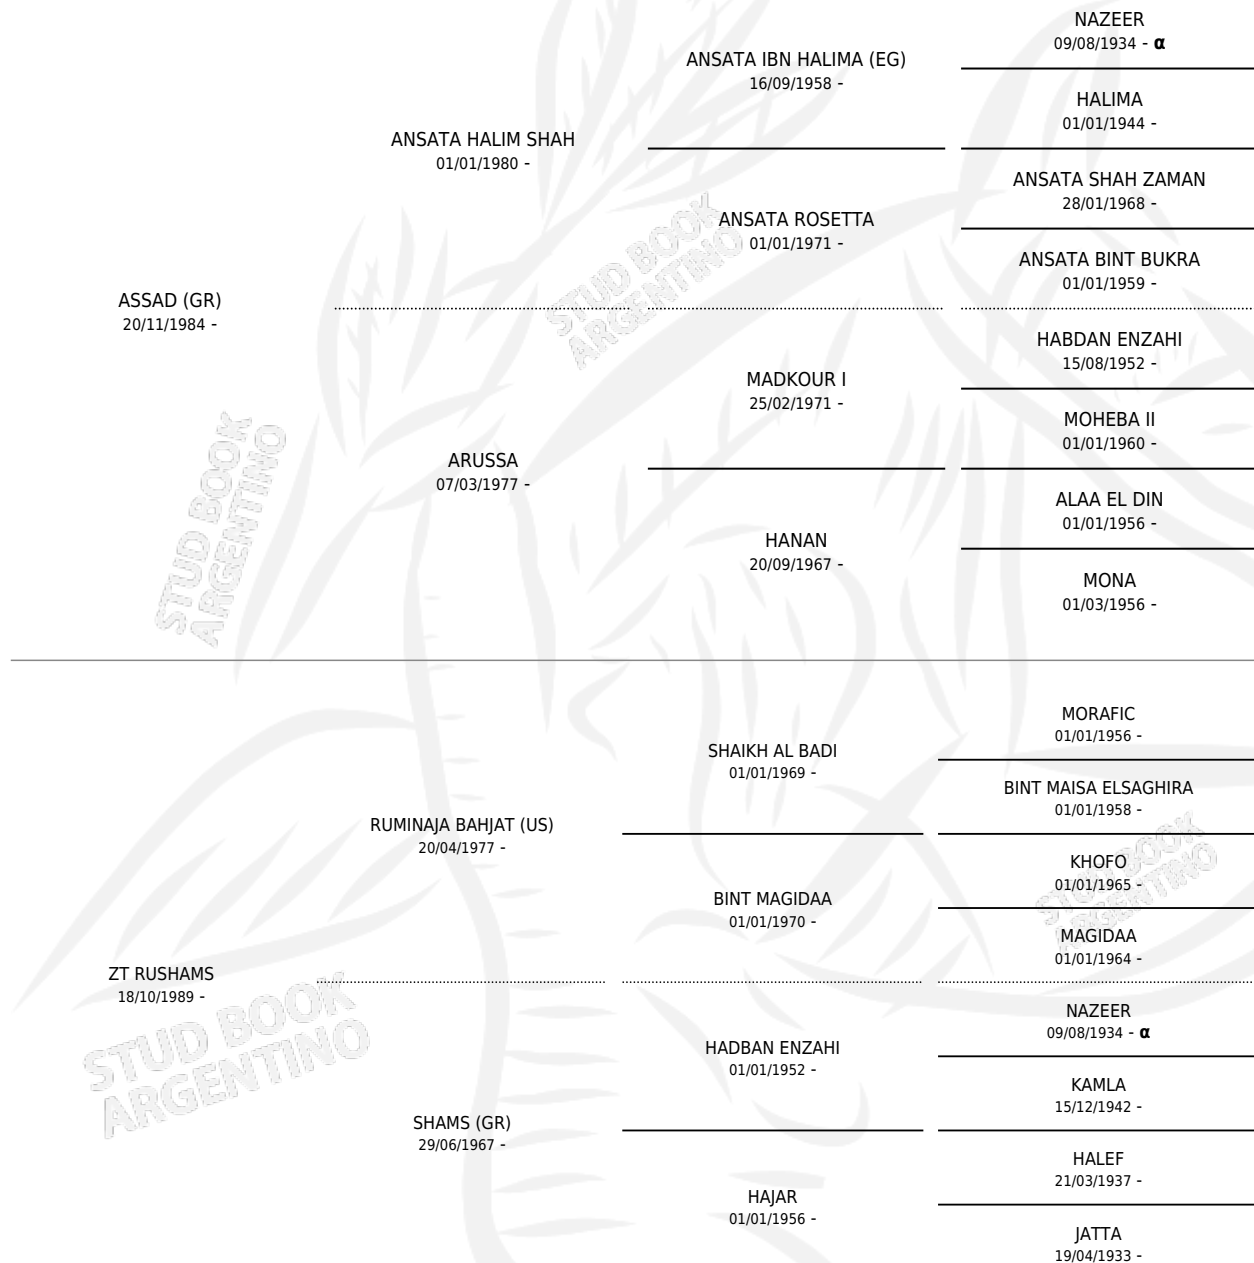 NAZEER
09/08/1934 - α
ANSATA IBN HALIMA (EG)
16/09/1958 -
HALIMA
01/01/1944 -
ANSATA HALIM SHAH
01/01/1980 -
ANSATA SHAH ZAMAN
28/01/1968 -
ANSATA ROSETTA
01/01/1971 -
ANSATA BINT BUKRA
01/01/1959 -
STUD BOOK
ARGENTINO
ASSAD (GR)
20/11/1984 -
HABDAN ENZAHI
15/08/1952 -
MADKOUR I
25/02/1971 -
MOHEBA II
01/01/1960 -
ARUSSA
07/03/1977 -
ALAA EL DIN
01/01/1956 -
HANAN
20/09/1967 -
MONA
01/03/1956 -
STUD BOOK
ARGENTINO
MORAFIC
01/01/1956 -
SHAIKH AL BADI
01/01/1969 -
BINT MAISA ELSAGHIRA
01/01/1958 -
RUMINAJA BAHJAT (US)
20/04/1977 -
KHOFO
01/01/1965 -
BINT MAGIDAA
01/01/1970 -
MAGIDAA
01/01/1964 -
STUD BOOK
ARGENTINO
ZT RUSHAMS
18/10/1989 -
NAZEER
09/08/1934 - α
HADBAN ENZAHI
01/01/1952 -
KAMLA
15/12/1942 -
STUD BOOK
ARGENTINO
SHAMS (GR)
29/06/1967 -
HALEF
21/03/1937 -
HAJAR
01/01/1956 -
JATTA
19/04/1933 -